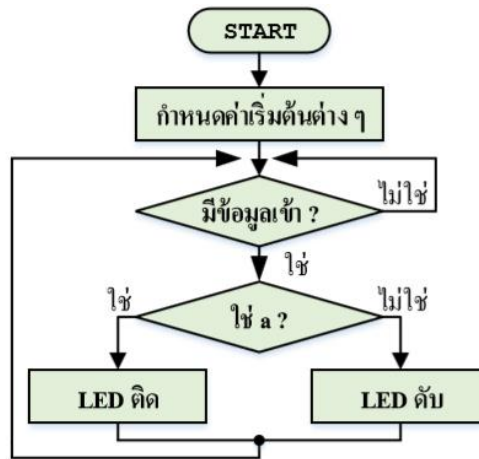 START
กำหนดค่าเริ่มต้นต่าง ๆ
ไม่ใช่
มีข้อมูลเข้า ?
ใช่
ใช่
ไม่ใช่
ใช่ a ?
LED ติด
LED ดับ